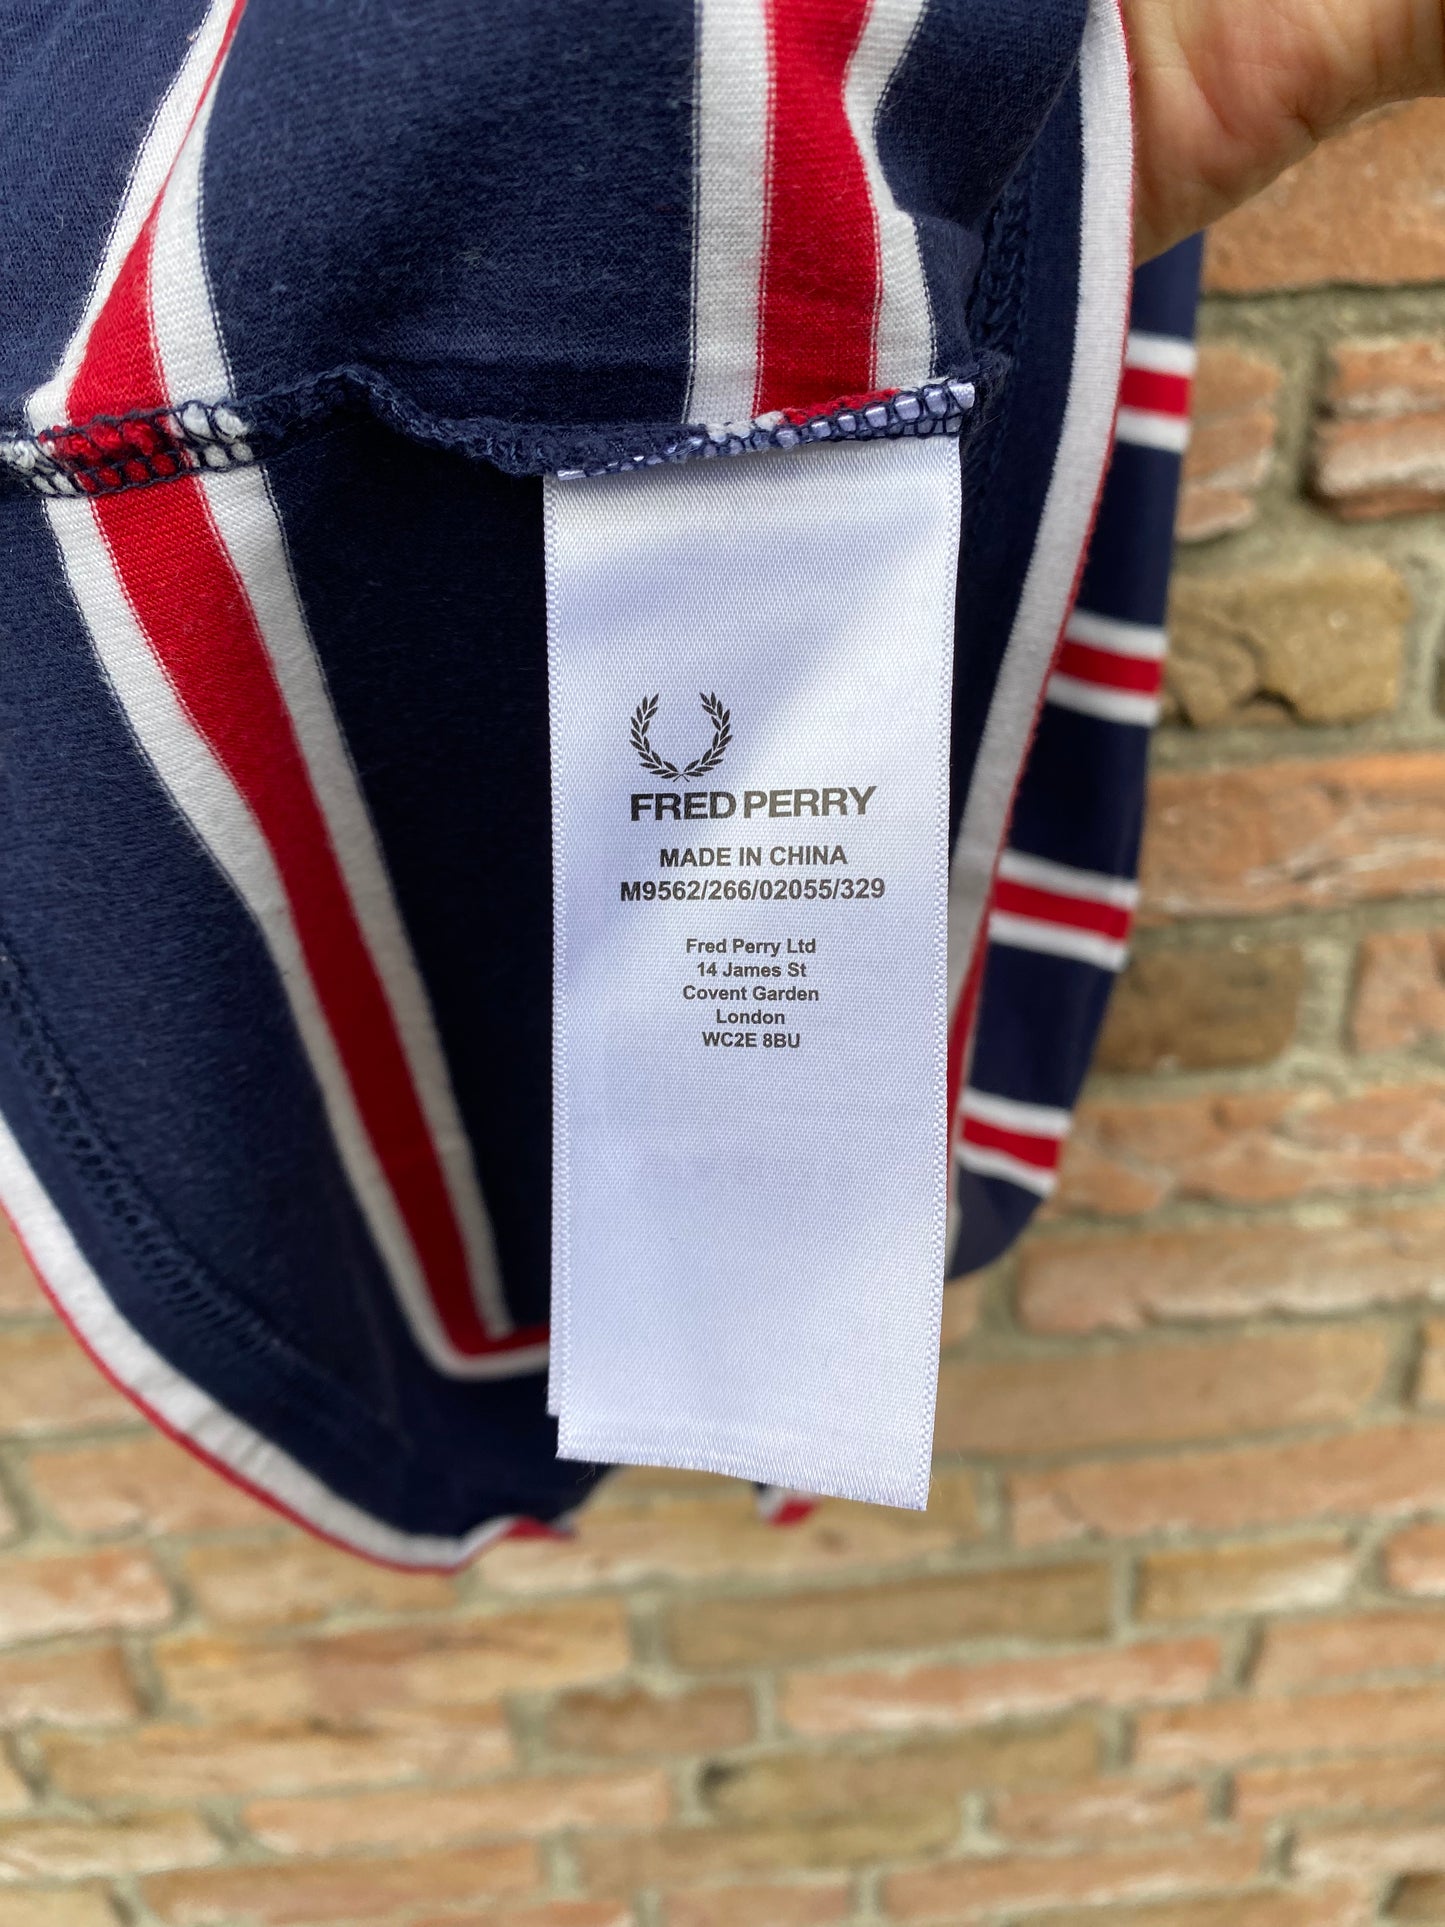 FRED PERRY
MADE IN CHINA
M9562/266/02055/329
Fred Perry Ltd
14 James St
Covent Garden
London
WC2E 8BU